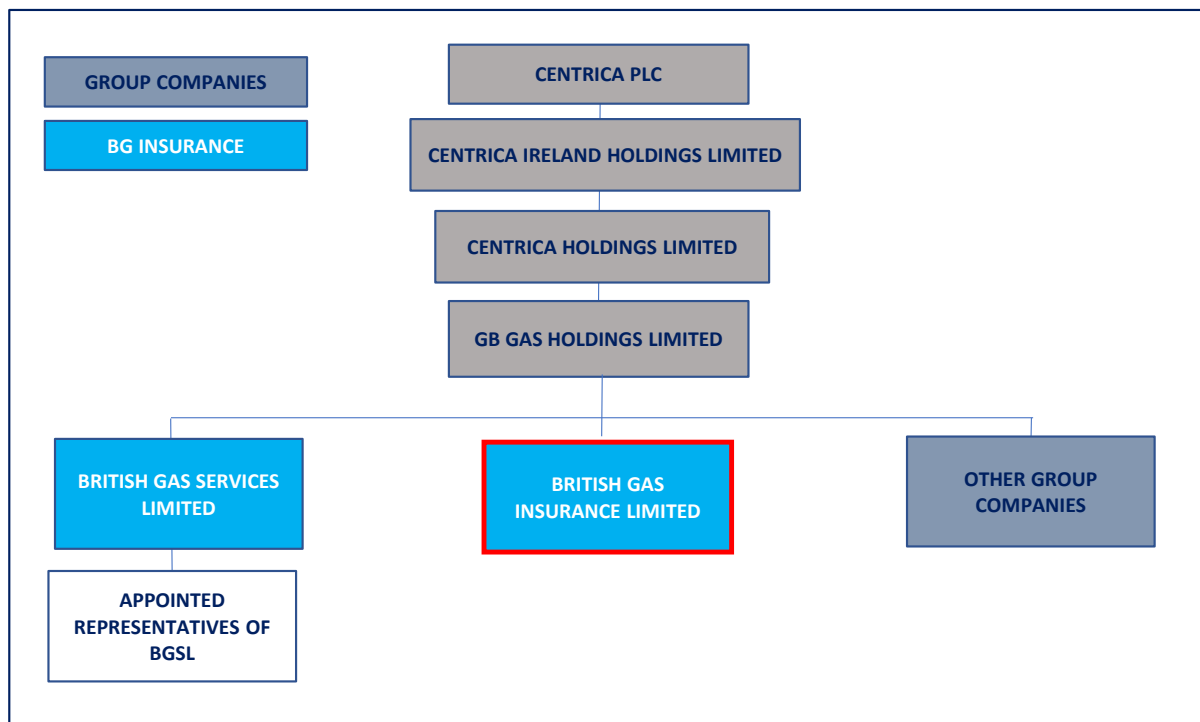 GROUP COMPANIES
BG INSURANCE
CENTRICA PLC
CENTRICA IRELAND HOLDINGS LIMITED
CENTRICA HOLDINGS LIMITED
GB GAS HOLDINGS LIMITED
BRITISH GAS SERVICES
LIMITED
BRITISH GAS
INSURANCE LIMITED
OTHER GROUP
COMPANIES
APPOINTED
REPRESENTATIVES OF
BGSL